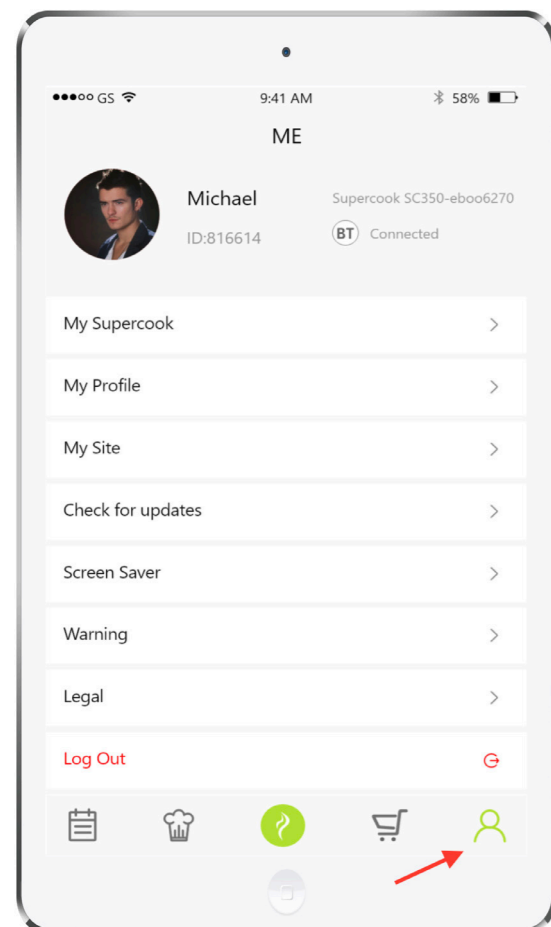 GS 9:41 AM 58%
ME
Michael Supercook SC350-eboo6270
ID:816614 BT Connected
My Supercook
My Profile
My Site
Check for updates
Screen Saver
Warning
Legal
Log Out